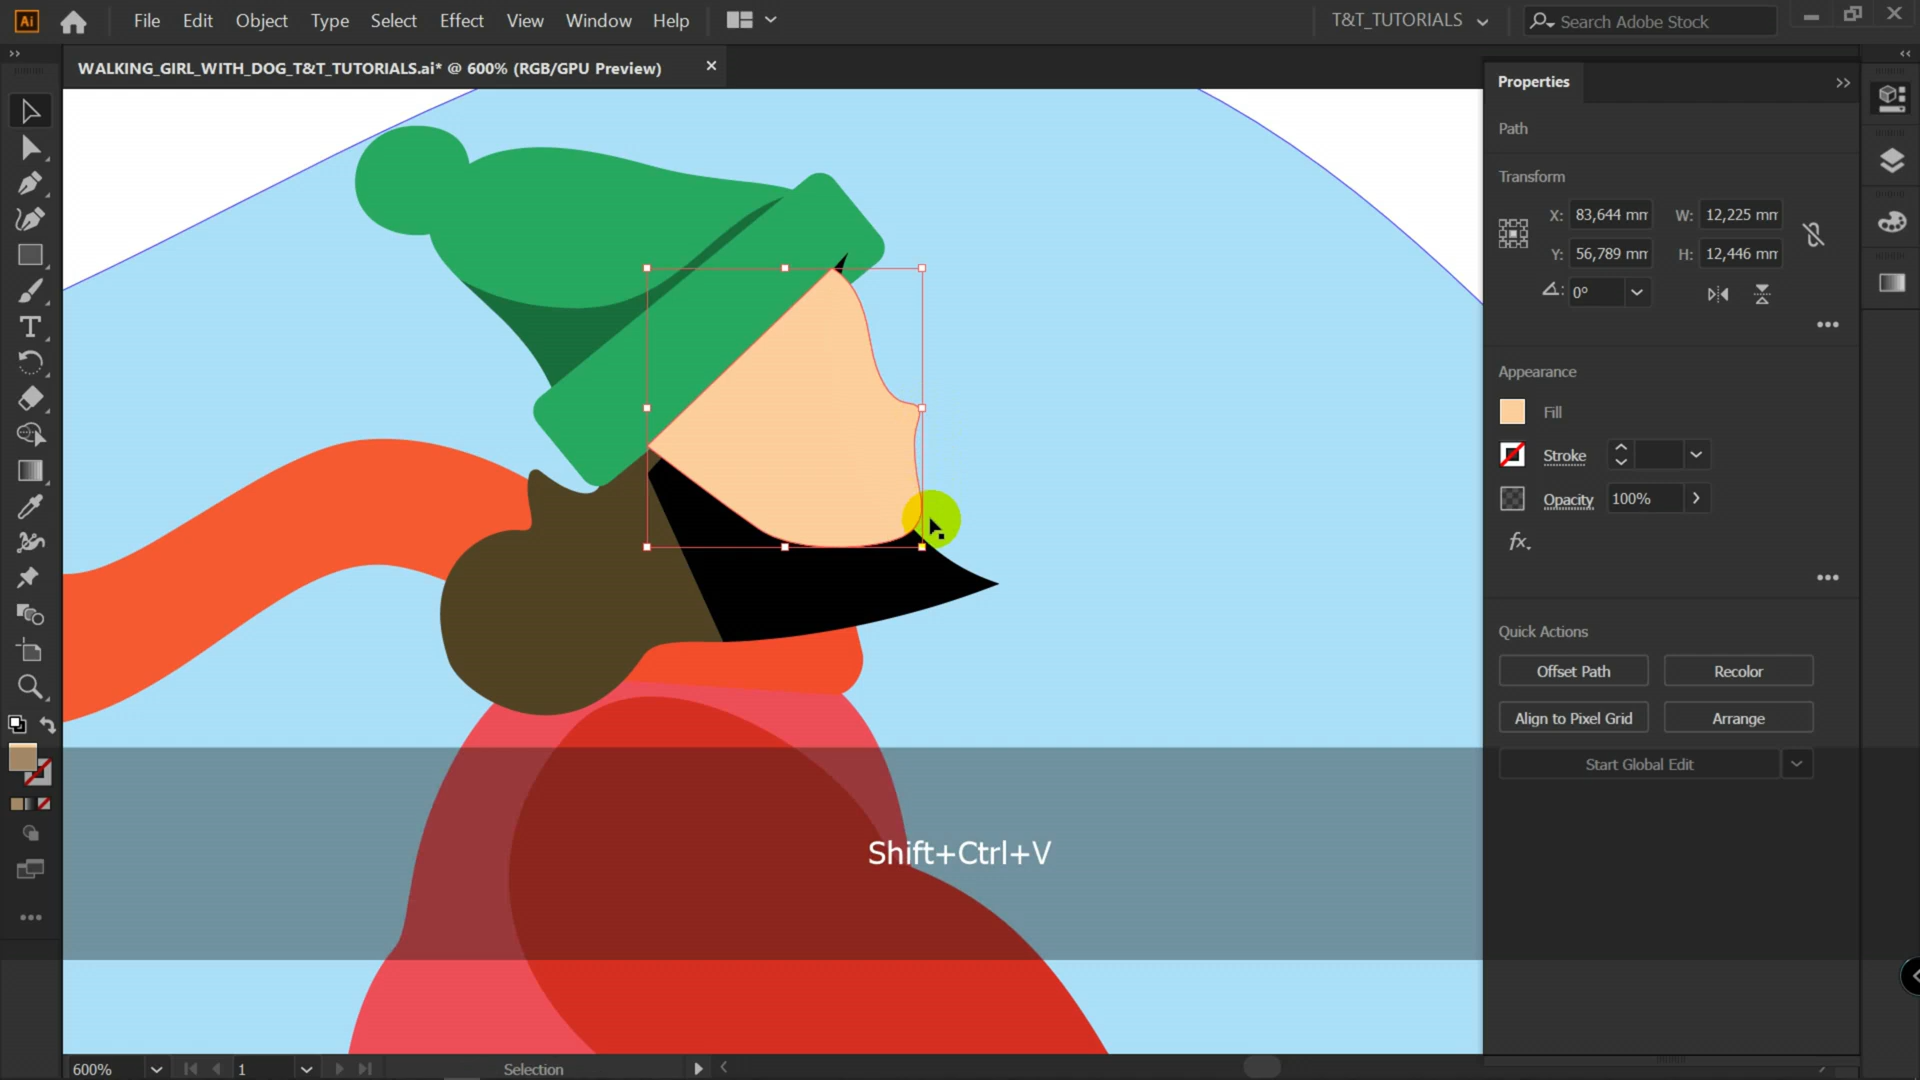 Ai File Edit Object Type Select Effect View Window Help T&T_TUTORIALS Search Adobe Stock
WALKING_GIRL_WITH_DOG_T&T_TUTORIALS.ai* @ 600% (RGB/GPU Preview)
Properties
Path
Transform
X: 83,644 mm W: 12,225 mm
Y: 56,789 mm H: 12,446 mm
0°
Appearance
Fill
Stroke
Opacity 100%
fx.
Quick Actions
Offset Path Recolor
Align to Pixel Grid Arrange
Start Global Edit
Shift+Ctrl+V
600% 1 Selection